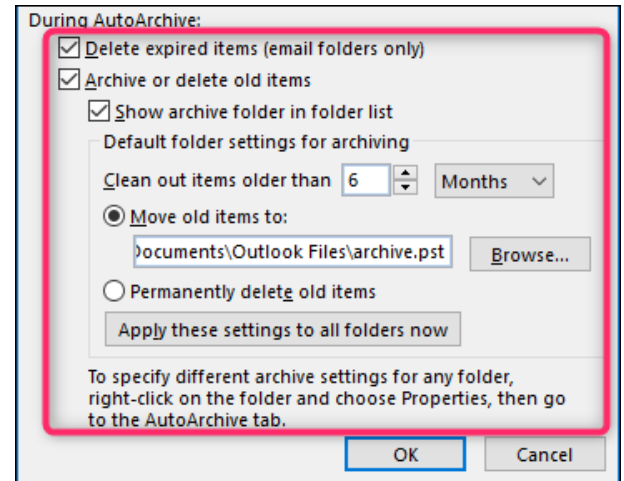 During AutoArchive:
Delete expired items (email folders only)
Archive or delete old items
Show archive folder in folder list
Default folder settings for archiving
Clean out items older than 6 Months
Move old items to:
Documents\Outlook Files\archive.pst Browse...
Permanently delete old items
Apply these settings to all folders now
To specify different archive settings for any folder,
right-click on the folder and choose Properties, then go
to the AutoArchive tab.
OK Cancel